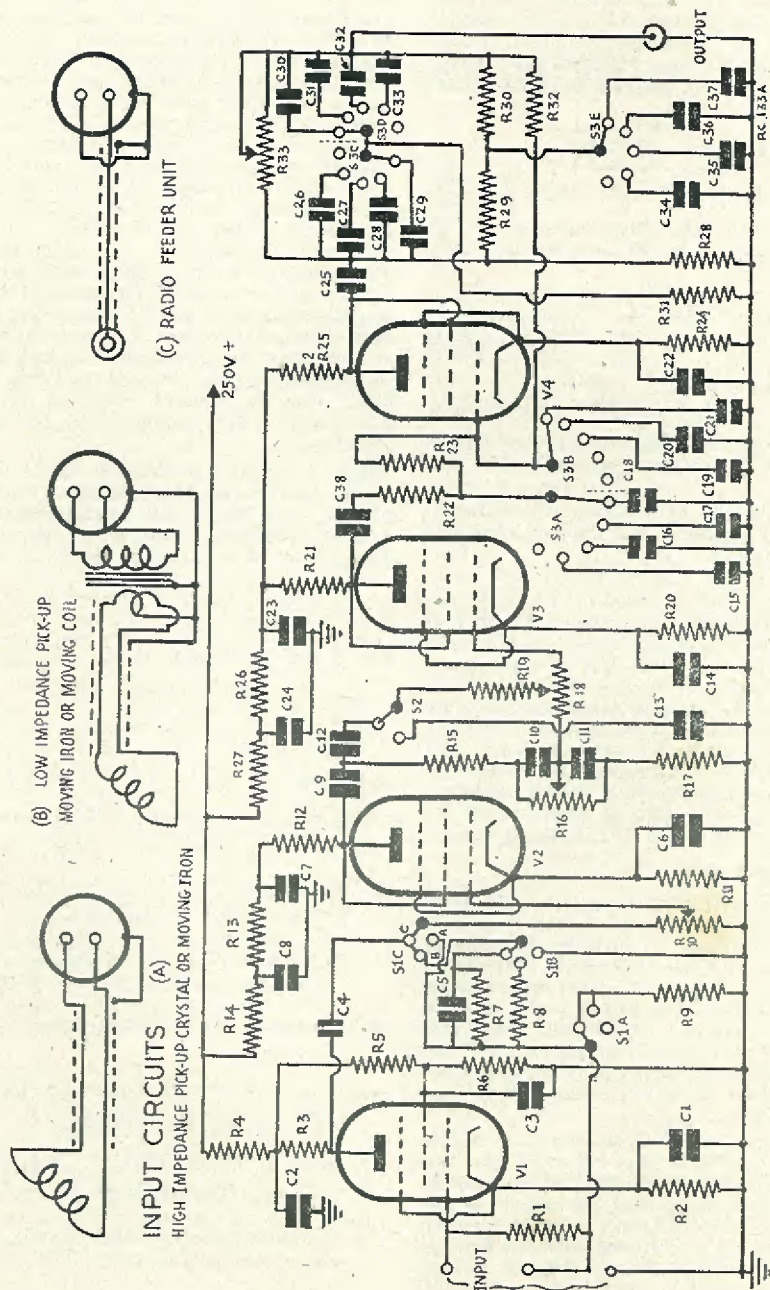 INPUT CIRCUITS
(A)
HIGH IMPEDANCE PICK-UP CRYSTAL OR MOVING IRON
(B) LOW IMPEDANCE PICK-UP
MOVING IRON OR MOVING COIL
(C) RADIO FEEDER UNIT
250V +
R4
R14
R13
R27
R26
C8
C7
C24
C23
C2
R3
R5
C4
R12
R21
2
R25
C9
C12
C38
C25
R33
C26
C27
C28
C29
C30
C31
C32
C33
S3C
S3D
V1
R6
C3
S1C
C
B
A
C5
R7
R8
S1B
S1A
V2
R15
S2
R19
C10
C11
R16
R18
V3
R22
R
23
S3A
S3B
V4
R29
R30
R32
S3E
OUTPUT
INPUT
R1
R2
C1
R9
R
10
R11
C6
R17
C13
C14
R20
C15
C16
C17
C18
C19
C20
C21
C22
R24
R31
R28
C34
C35
C36
C37
RC.133A